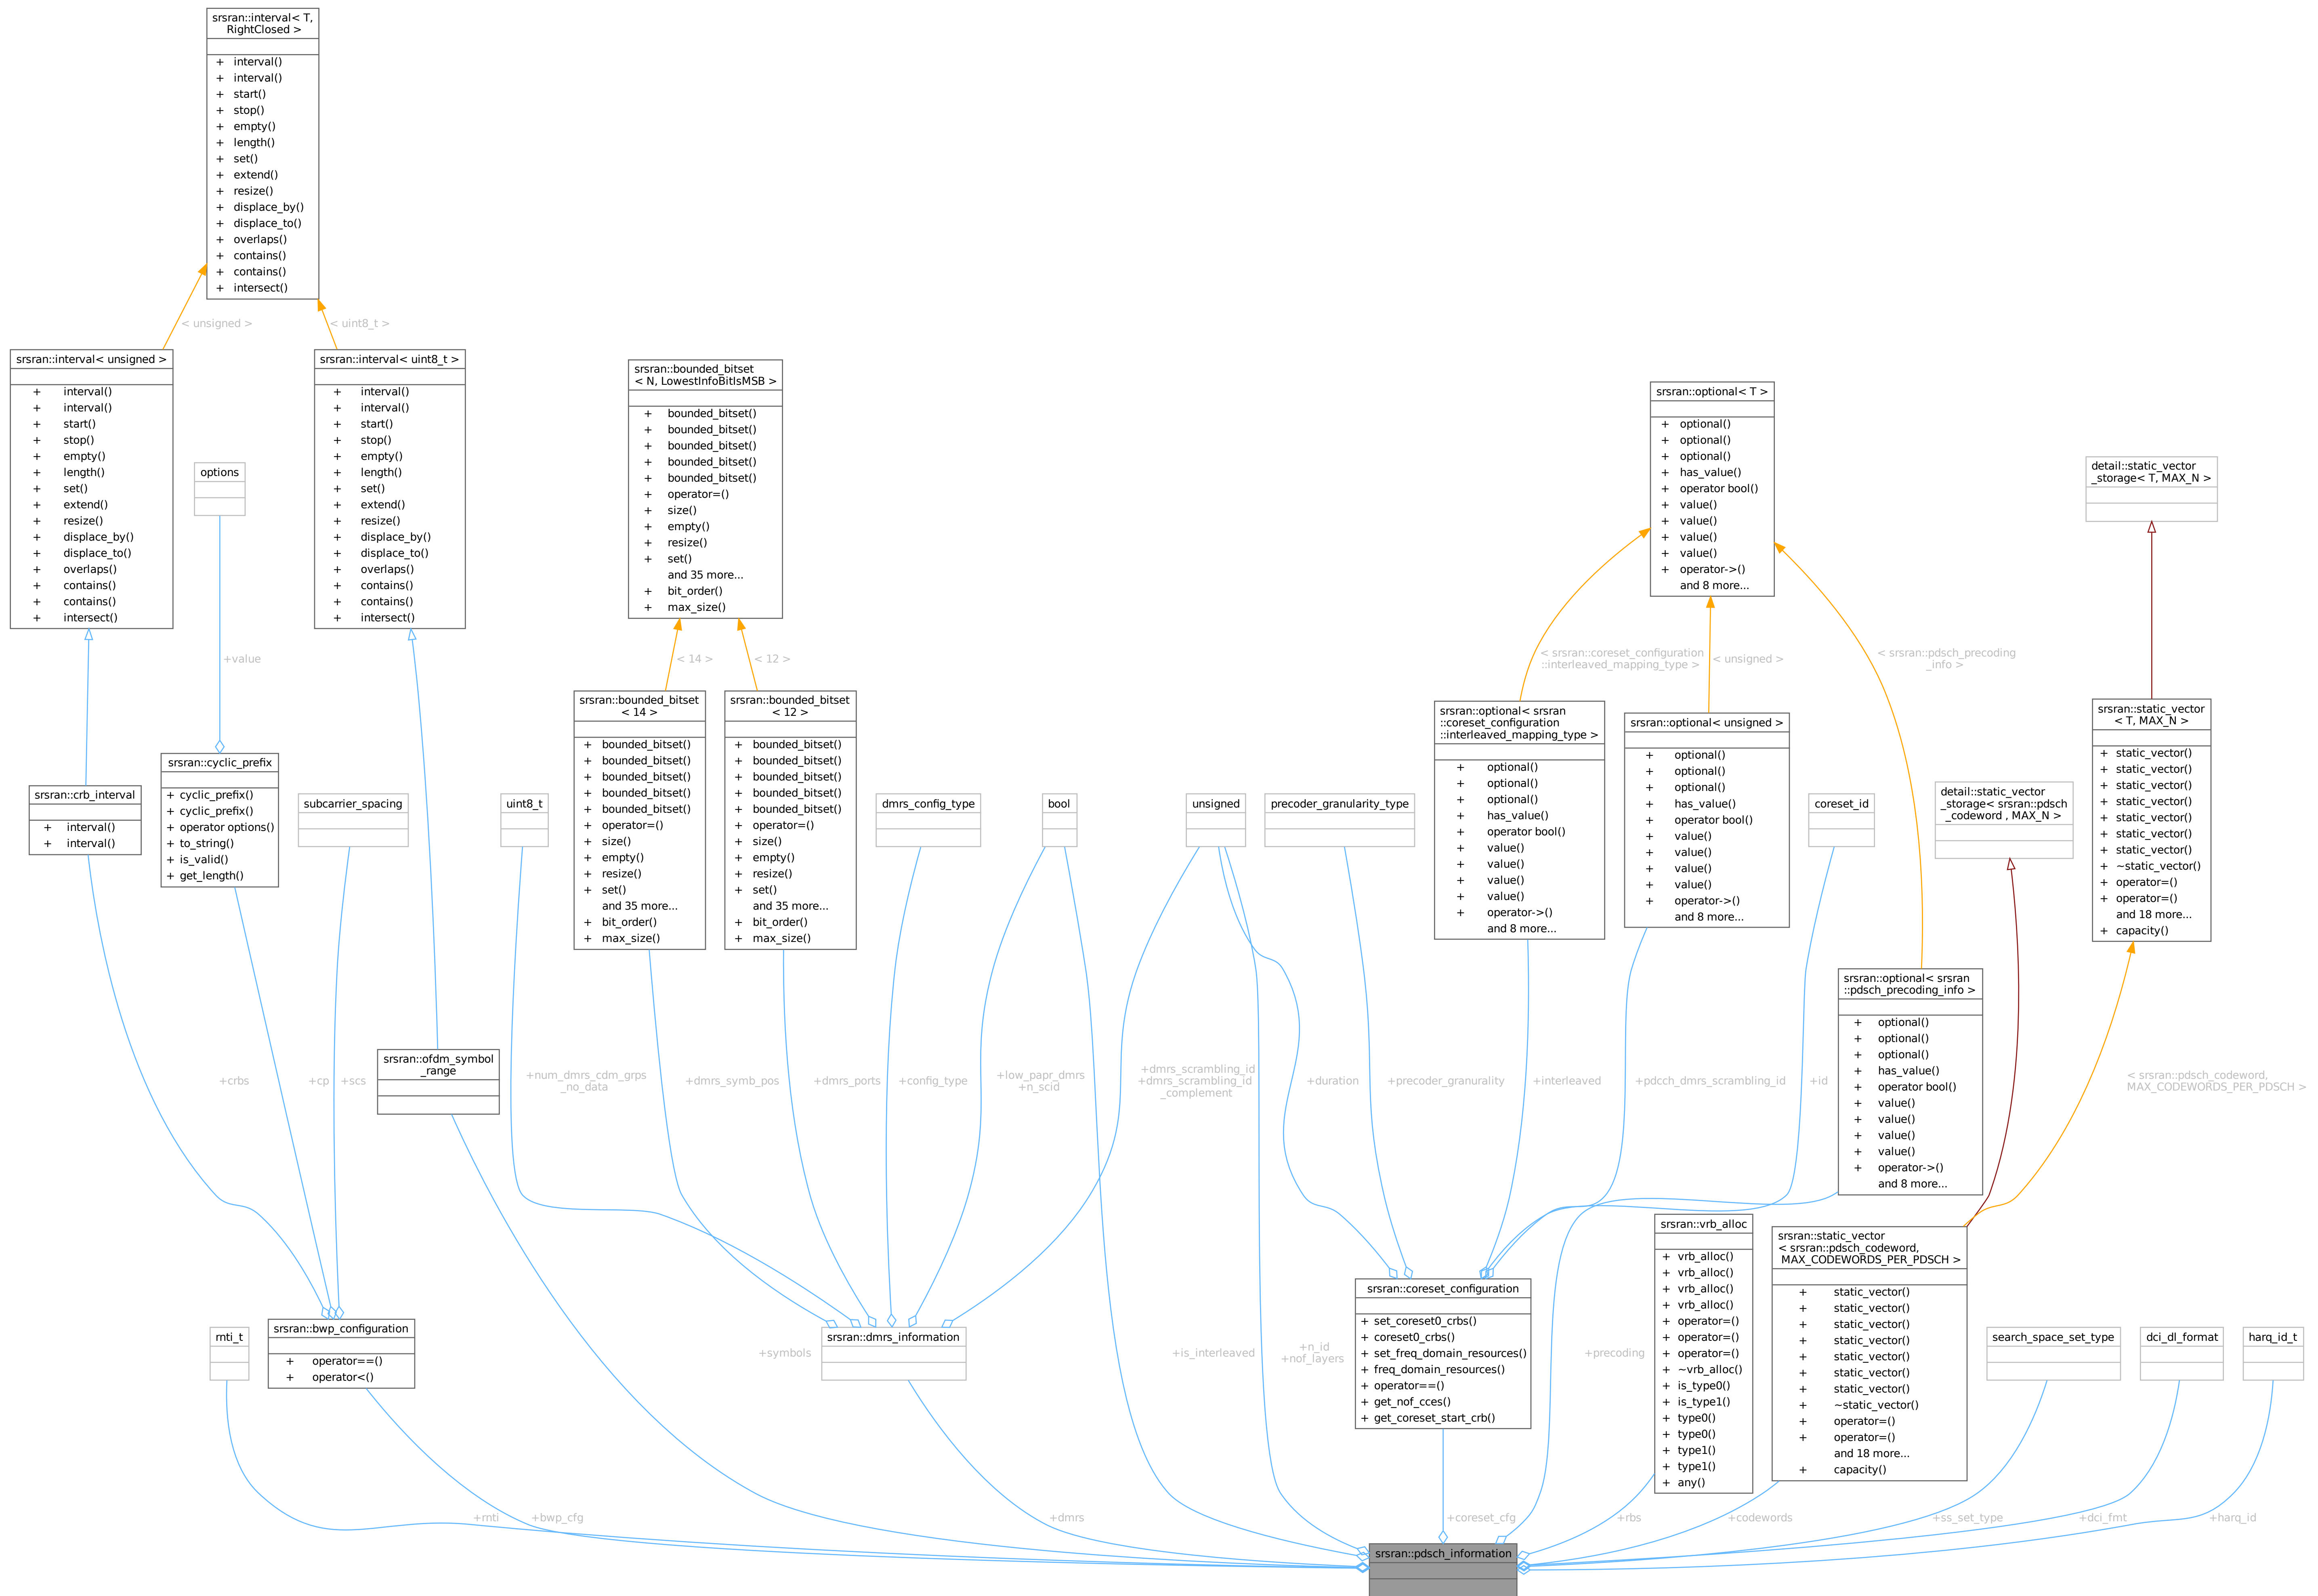 srsran::interval< T,
RightClosed >
+ interval()
+ interval()
+ start()
+ stop()
+ empty()
+ length()
+ set()
+ extend()
+ resize()
+ displace_by()
+ displace_to()
+ overlaps()
+ contains()
+ contains()
+ intersect()
< unsigned >
< uint8_t >
srsran::interval< unsigned >
+ interval()
+ interval()
+ start()
+ stop()
+ empty()
+ length()
+ set()
+ extend()
+ resize()
+ displace_by()
+ displace_to()
+ overlaps()
+ contains()
+ contains()
+ intersect()
options
+value
srsran::interval< uint8_t >
+ interval()
+ interval()
+ start()
+ stop()
+ empty()
+ length()
+ set()
+ extend()
+ resize()
+ displace_by()
+ displace_to()
+ overlaps()
+ contains()
+ contains()
+ intersect()
srsran::bounded_bitset
< N, LowestInfoBitIsMSB >
+ bounded_bitset()
+ bounded_bitset()
+ bounded_bitset()
+ bounded_bitset()
+ bounded_bitset()
+ operator=()
+ size()
+ empty()
+ resize()
+ set()
and 35 more...
+ bit_order()
+ max_size()
< 14 >
< 12 >
srsran::optional< T >
+ optional()
+ optional()
+ optional()
+ has_value()
+ operator bool()
+ value()
+ value()
+ value()
+ value()
+ operator->()
and 8 more...
< srsran::coreset_configuration
::interleaved_mapping_type >
< unsigned >
< srsran::pdsch_precoding
_info >
detail::static_vector
_storage< T, MAX_N >
srsran::crb_interval
+ interval()
+ interval()
srsran::cyclic_prefix
+ cyclic_prefix()
+ cyclic_prefix()
+ operator options()
+ to_string()
+ is_valid()
+ get_length()
subcarrier_spacing
uint8_t
srsran::bounded_bitset
< 14 >
+ bounded_bitset()
+ bounded_bitset()
+ bounded_bitset()
+ bounded_bitset()
+ bounded_bitset()
+ operator=()
+ size()
+ empty()
+ resize()
+ set()
and 35 more...
+ bit_order()
+ max_size()
srsran::bounded_bitset
< 12 >
+ bounded_bitset()
+ bounded_bitset()
+ bounded_bitset()
+ bounded_bitset()
+ bounded_bitset()
+ operator=()
+ size()
+ empty()
+ resize()
+ set()
and 35 more...
+ bit_order()
+ max_size()
dmrs_config_type
bool
unsigned
precoder_granularity_type
srsran::optional< srsran
::coreset_configuration
::interleaved_mapping_type >
+ optional()
+ optional()
+ optional()
+ has_value()
+ operator bool()
+ value()
+ value()
+ value()
+ value()
+ operator->()
and 8 more...
srsran::optional< unsigned >
+ optional()
+ optional()
+ optional()
+ has_value()
+ operator bool()
+ value()
+ value()
+ value()
+ value()
+ operator->()
and 8 more...
coreset_id
detail::static_vector
_storage< srsran::pdsch
_codeword , MAX_N >
srsran::static_vector
< T, MAX_N >
+ static_vector()
+ static_vector()
+ static_vector()
+ static_vector()
+ static_vector()
+ static_vector()
+ static_vector()
+ ~static_vector()
+ operator=()
+ operator=()
and 18 more...
+ capacity()
srsran::optional< srsran
::pdsch_precoding_info >
+ optional()
+ optional()
+ optional()
+ has_value()
+ operator bool()
+ value()
+ value()
+ value()
+ value()
+ operator->()
and 8 more...
srsran::ofdm_symbol
_range
+crbs
+cp
+scs
+num_dmrs_cdm_grps
_no_data
+dmrs_symb_pos
+dmrs_ports
+config_type
+low_papr_dmrs
+n_scid
+dmrs_scrambling_id
+dmrs_scrambling_id
_complement
+duration
+precoder_granurality
+interleaved
+pdcch_dmrs_scrambling_id
+id
< srsran::pdsch_codeword,
MAX_CODEWORDS_PER_PDSCH >
rnti_t
srsran::bwp_configuration
+ operator==()
+ operator<()
+symbols
srsran::dmrs_information
+is_interleaved
+n_id
+nof_layers
srsran::coreset_configuration
+ set_coreset0_crbs()
+ coreset0_crbs()
+ set_freq_domain_resources()
+ freq_domain_resources()
+ operator==()
+ get_nof_cces()
+ get_coreset_start_crb()
+precoding
srsran::vrb_alloc
+ vrb_alloc()
+ vrb_alloc()
+ vrb_alloc()
+ vrb_alloc()
+ operator=()
+ operator=()
+ operator=()
+ ~vrb_alloc()
+ is_type0()
+ is_type1()
+ type0()
+ type0()
+ type1()
+ type1()
+ any()
srsran::static_vector
< srsran::pdsch_codeword,
MAX_CODEWORDS_PER_PDSCH >
+ static_vector()
+ static_vector()
+ static_vector()
+ static_vector()
+ static_vector()
+ static_vector()
+ static_vector()
+ ~static_vector()
+ operator=()
+ operator=()
and 18 more...
+ capacity()
search_space_set_type
dci_dl_format
harq_id_t
+rnti
+bwp_cfg
+dmrs
+coreset_cfg
+rbs
+codewords
+ss_set_type
+dci_fmt
+harq_id
srsran::pdsch_information